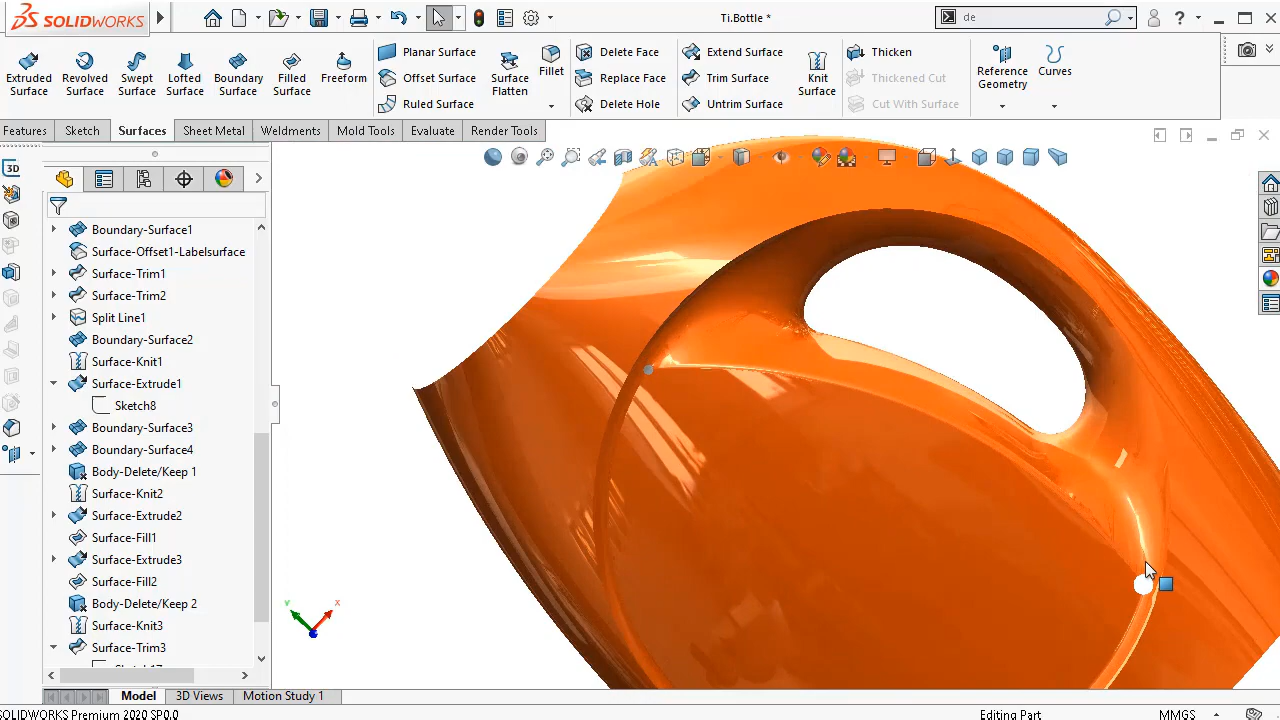 SOLIDWORKS
Ti.Bottle *
de
Extruded Surface
Revolved Surface
Swept Surface
Lofted Surface
Boundary Surface
Filled Surface
Freeform
Planar Surface
Offset Surface
Ruled Surface
Surface Flatten
Fillet
Delete Face
Replace Face
Delete Hole
Extend Surface
Trim Surface
Untrim Surface
Knit Surface
Thicken
Thickened Cut
Cut With Surface
Reference Geometry
Curves
Features
Sketch
Surfaces
Sheet Metal
Weldments
Mold Tools
Evaluate
Render Tools
3D
Boundary-Surface1
Surface-Offset1-Labelsurface
Surface-Trim1
Surface-Trim2
Split Line1
Boundary-Surface2
Surface-Knit1
Surface-Extrude1
Sketch8
Boundary-Surface3
Boundary-Surface4
Body-Delete/Keep 1
Surface-Knit2
Surface-Extrude2
Surface-Fill1
Surface-Extrude3
Surface-Fill2
Body-Delete/Keep 2
Surface-Knit3
Surface-Trim3
Y
X
Model
3D Views
Motion Study 1
SOLIDWORKS Premium 2020 SP0.0
Editing Part
MMGS